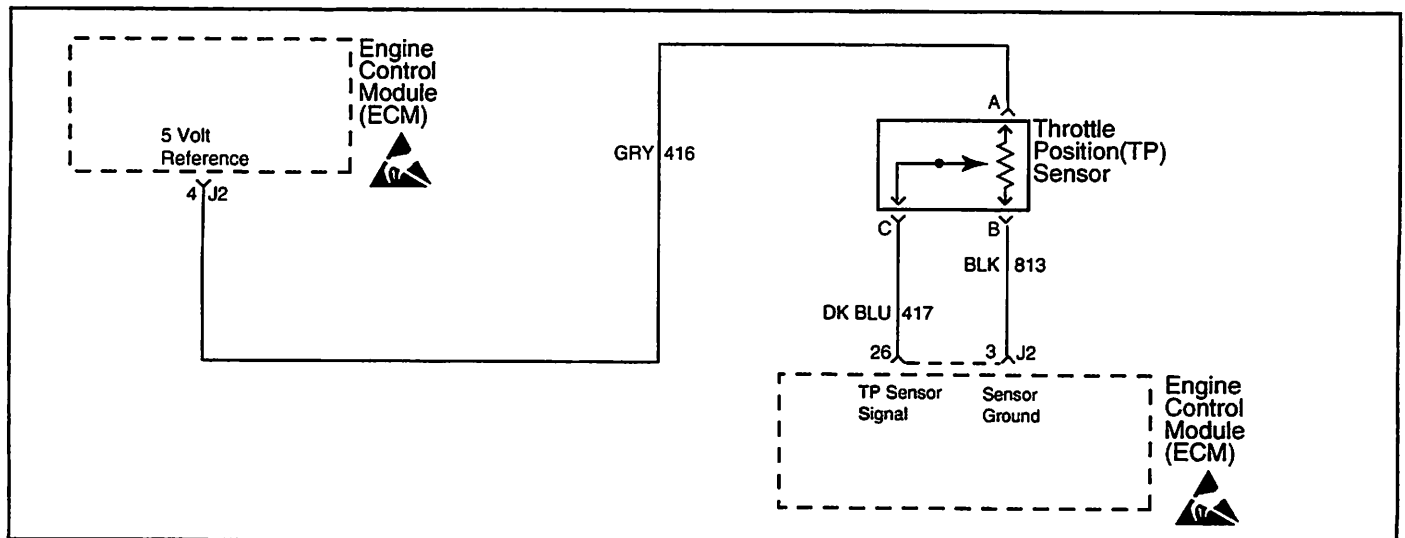 Engine
Control
Module
(ECM)
5 Volt
Reference
4 J2
GRY 416
A
Throttle
Position(TP)
Sensor
C B
BLK 813
DK BLU 417
26 3 J2
TP Sensor
Signal
Sensor
Ground
Engine
Control
Module
(ECM)